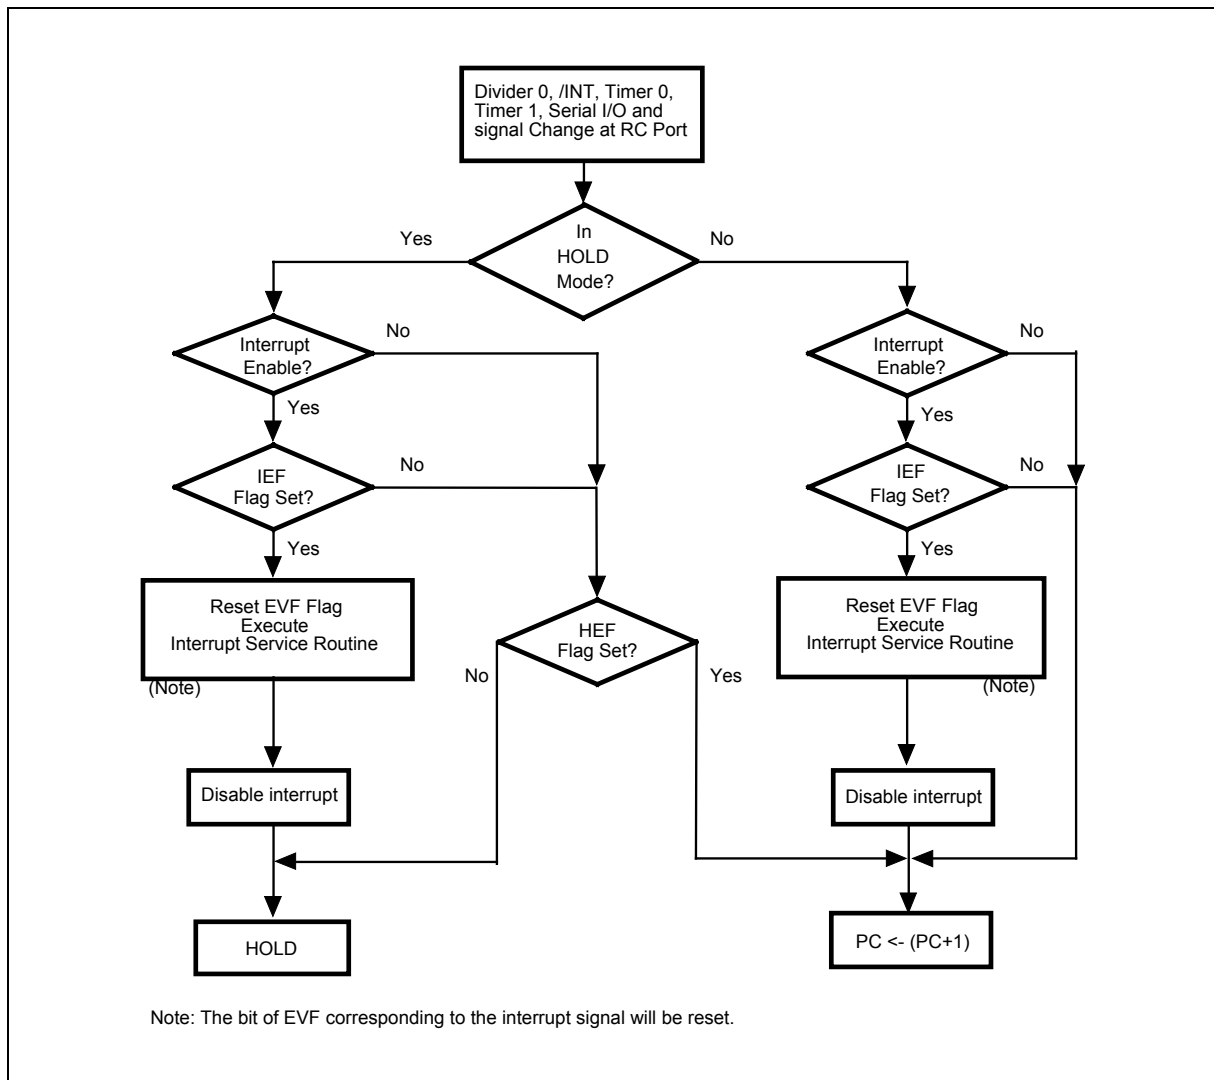 Divider 0, /INT, Timer 0,
Timer 1, Serial I/O and
signal Change at RC Port
In
HOLD
Mode?
Yes
No
Interrupt
Enable?
No
Yes
Interrupt
Enable?
No
Yes
IEF
Flag Set?
No
Yes
IEF
Flag Set?
No
Yes
Reset EVF Flag
Execute
Interrupt Service Routine
(Note)
HEF
Flag Set?
No
Yes
Reset EVF Flag
Execute
Interrupt Service Routine
(Note)
Disable interrupt
Disable interrupt
HOLD
PC <- (PC+1)
Note: The bit of EVF corresponding to the interrupt signal will be reset.